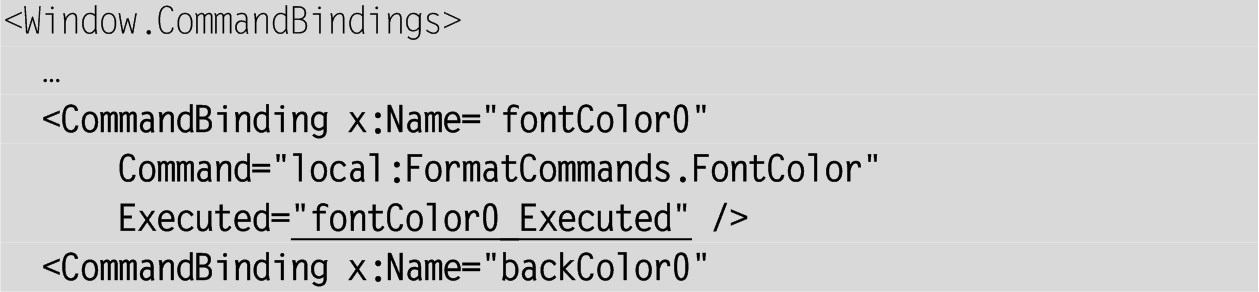 <Window.CommandBindings>
…
<CommandBinding x:Name="fontColor0"
Command="local:FormatCommands.FontColor"
Executed="fontColor0_Executed" />
<CommandBinding x:Name="backColor0"